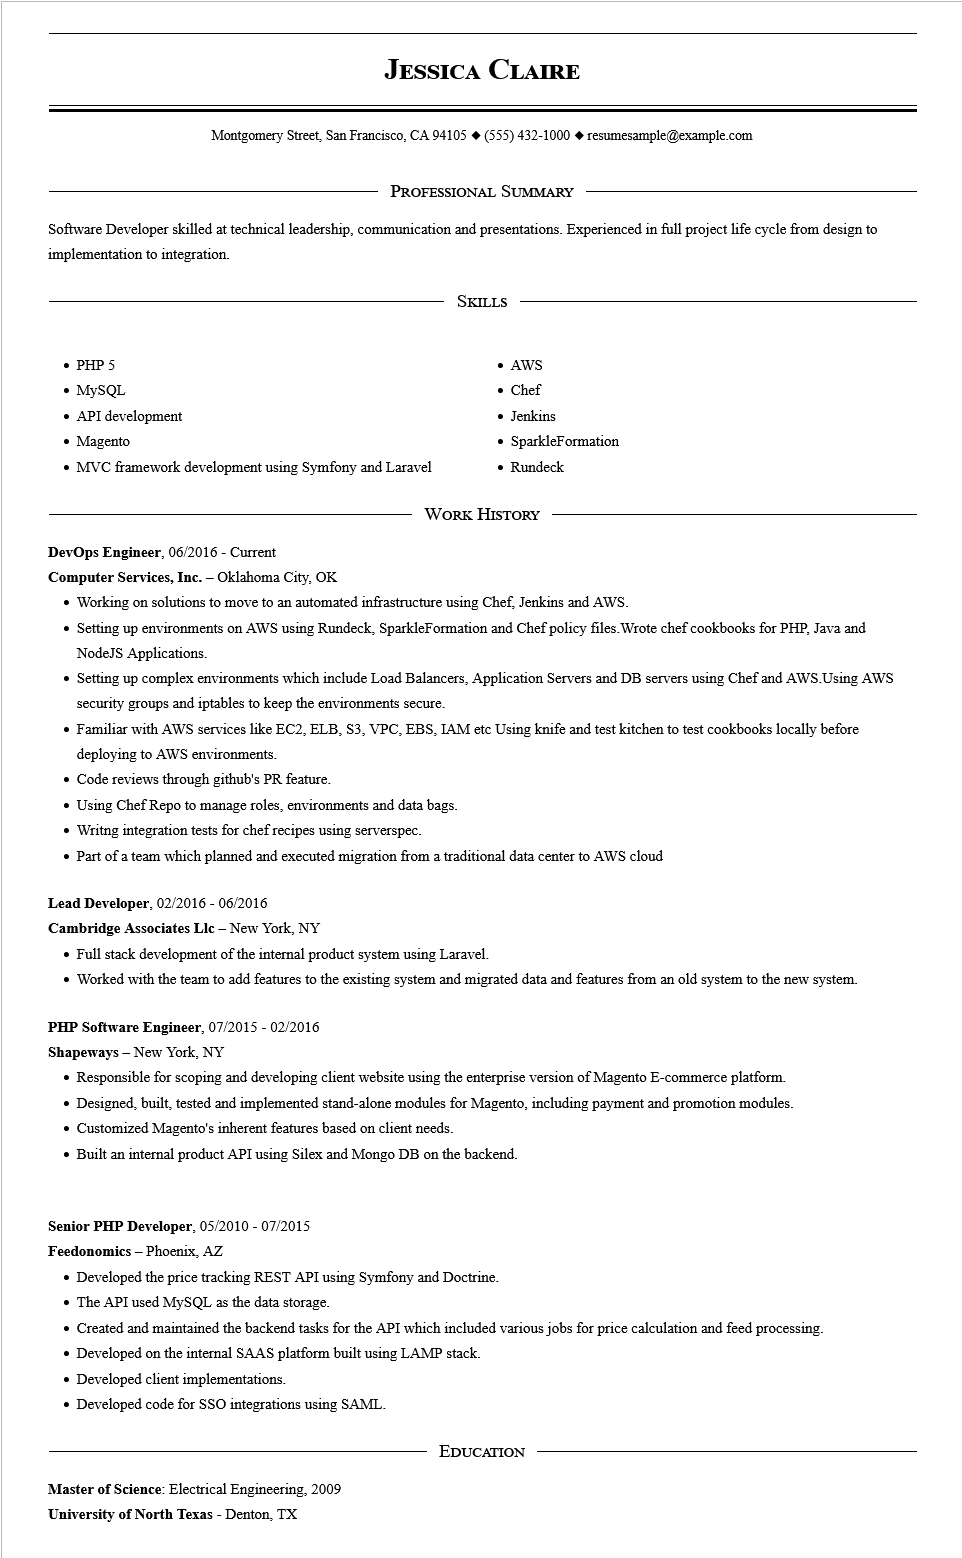 Jessica Claire
Montgomery Street, San Francisco, CA 94105 ◆ (555) 432-1000 ◆ resumesample@example.com
Professional Summary
Software Developer skilled at technical leadership, communication and presentations. Experienced in full project life cycle from design to
implementation to integration.
Skills
• PHP 5
• MySQL
• API development
• Magento
• MVC framework development using Symfony and Laravel
• AWS
• Chef
• Jenkins
• SparkleFormation
• Rundeck
Work History
DevOps Engineer, 06/2016 - Current
Computer Services, Inc. – Oklahoma City, OK
• Working on solutions to move to an automated infrastructure using Chef, Jenkins and AWS.
• Setting up environments on AWS using Rundeck, SparkleFormation and Chef policy files.Wrote chef cookbooks for PHP, Java and
NodeJS Applications.
• Setting up complex environments which include Load Balancers, Application Servers and DB servers using Chef and AWS.Using AWS
security groups and iptables to keep the environments secure.
• Familiar with AWS services like EC2, ELB, S3, VPC, EBS, IAM etc Using knife and test kitchen to test cookbooks locally before
deploying to AWS environments.
• Code reviews through github's PR feature.
• Using Chef Repo to manage roles, environments and data bags.
• Writng integration tests for chef recipes using serverspec.
• Part of a team which planned and executed migration from a traditional data center to AWS cloud
Lead Developer, 02/2016 - 06/2016
Cambridge Associates Llc – New York, NY
• Full stack development of the internal product system using Laravel.
• Worked with the team to add features to the existing system and migrated data and features from an old system to the new system.
PHP Software Engineer, 07/2015 - 02/2016
Shapeways – New York, NY
• Responsible for scoping and developing client website using the enterprise version of Magento E-commerce platform.
• Designed, built, tested and implemented stand-alone modules for Magento, including payment and promotion modules.
• Customized Magento's inherent features based on client needs.
• Built an internal product API using Silex and Mongo DB on the backend.
Senior PHP Developer, 05/2010 - 07/2015
Feedonomics – Phoenix, AZ
• Developed the price tracking REST API using Symfony and Doctrine.
• The API used MySQL as the data storage.
• Created and maintained the backend tasks for the API which included various jobs for price calculation and feed processing.
• Developed on the internal SAAS platform built using LAMP stack.
• Developed client implementations.
• Developed code for SSO integrations using SAML.
Education
Master of Science: Electrical Engineering, 2009
University of North Texas - Denton, TX